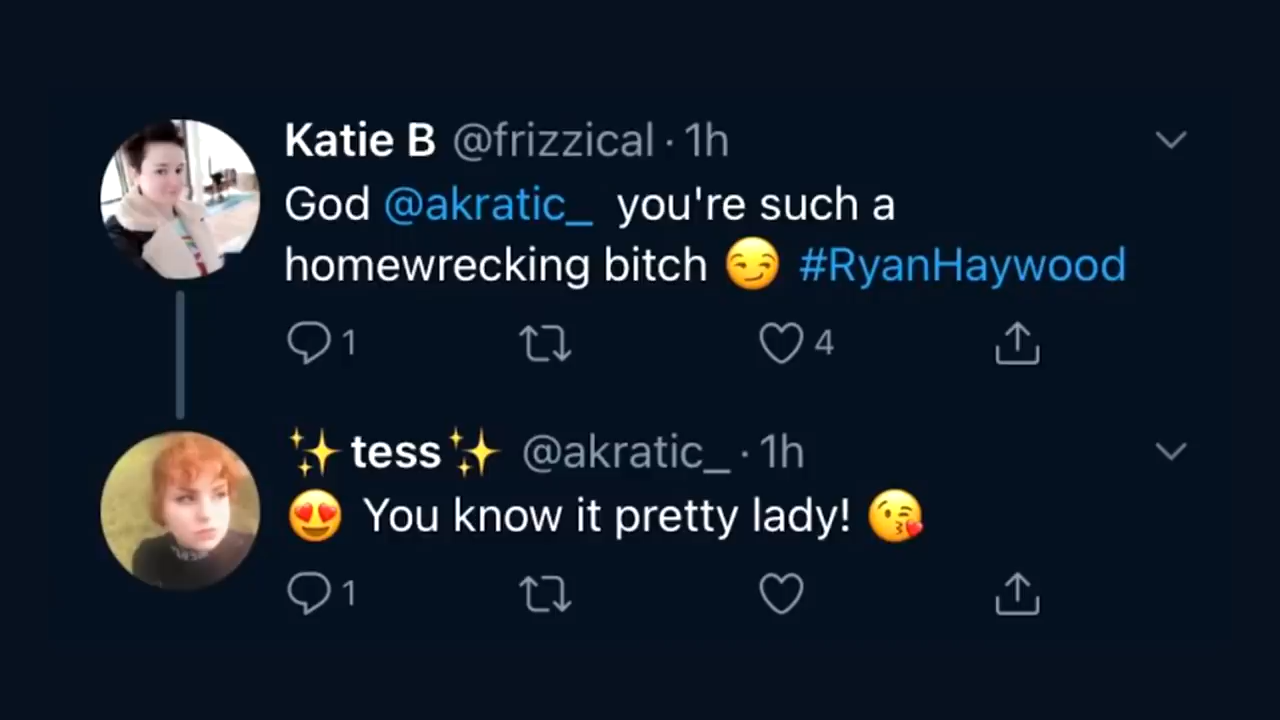 Katie B @frizzical · 1h
God @akratic_ you're such a
homewrecking bitch 😏 #RyanHaywood
1 4
✨tess✨ @akratic_ · 1h
😍 You know it pretty lady! 😘
1